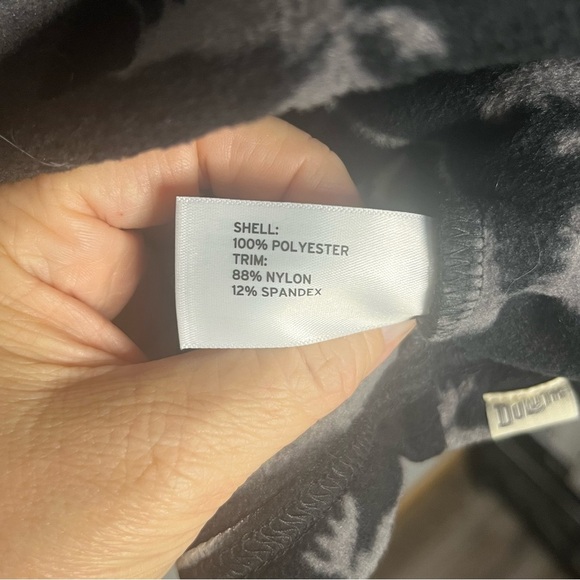 SHELL:
100% POLYESTER
TRIM:
88% NYLON
12% SPANDEX